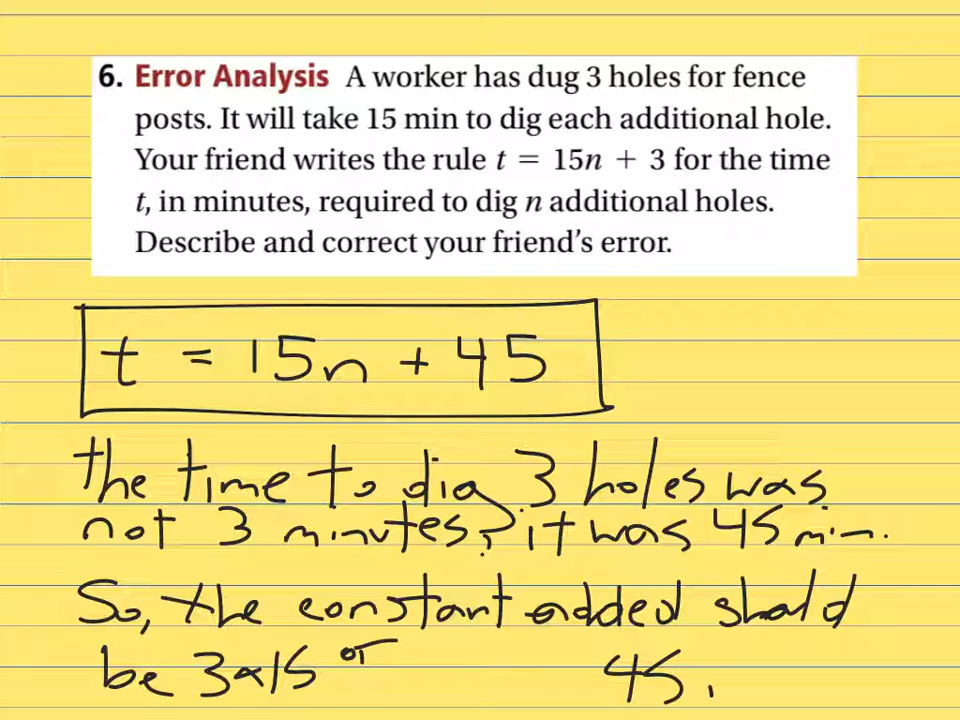 6. Error Analysis A worker has dug 3 holes for fence
posts. It will take 15 min to dig each additional hole.
Your friend writes the rule t = 15n + 3 for the time
t, in minutes, required to dig n additional holes.
Describe and correct your friend's error.
t = 15n + 45
the time to dig 3 holes was
not 3 minutes; it was 45 min.
So, the constant added should
be 3×15 or 45.